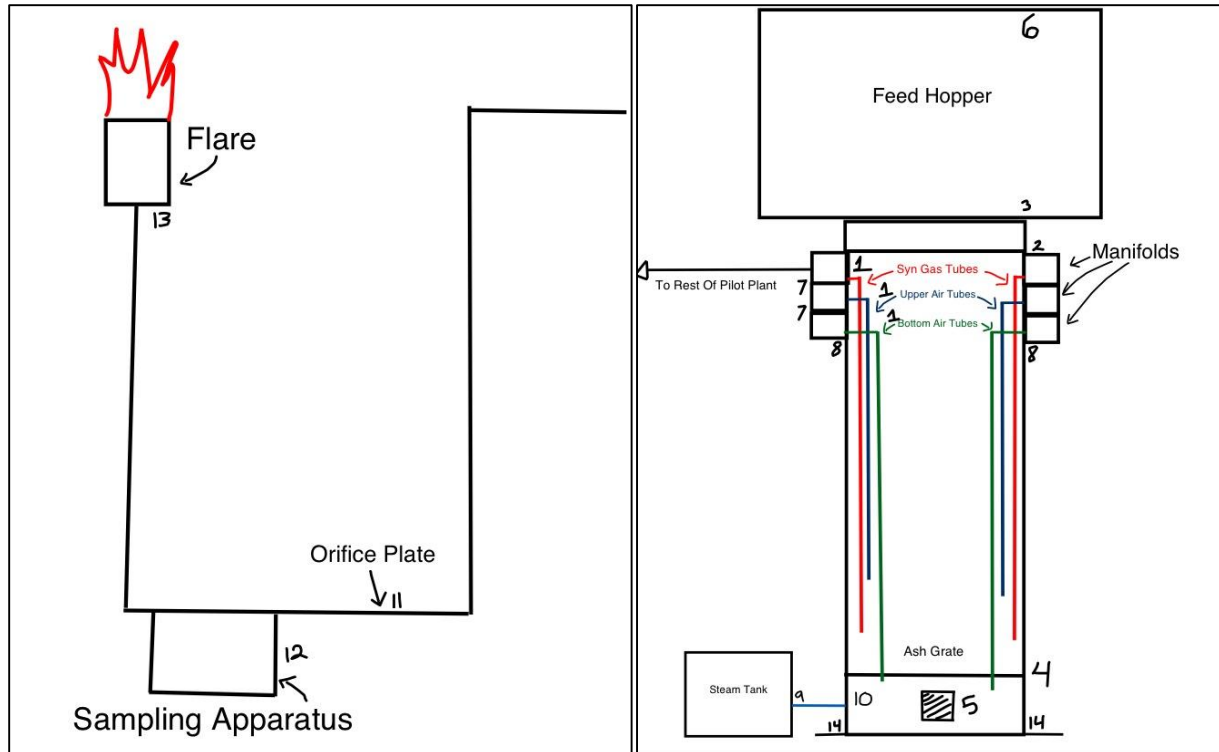 Flare
13
Orifice Plate
11
12
Sampling Apparatus
6
Feed Hopper
3
2
Manifolds
1
Syn Gas Tubes
To Rest Of Pilot Plant
7
1
Upper Air Tubes
7
1
Bottom Air Tubes
8
8
Ash Grate
4
Steam Tank
9
10
5
14
14